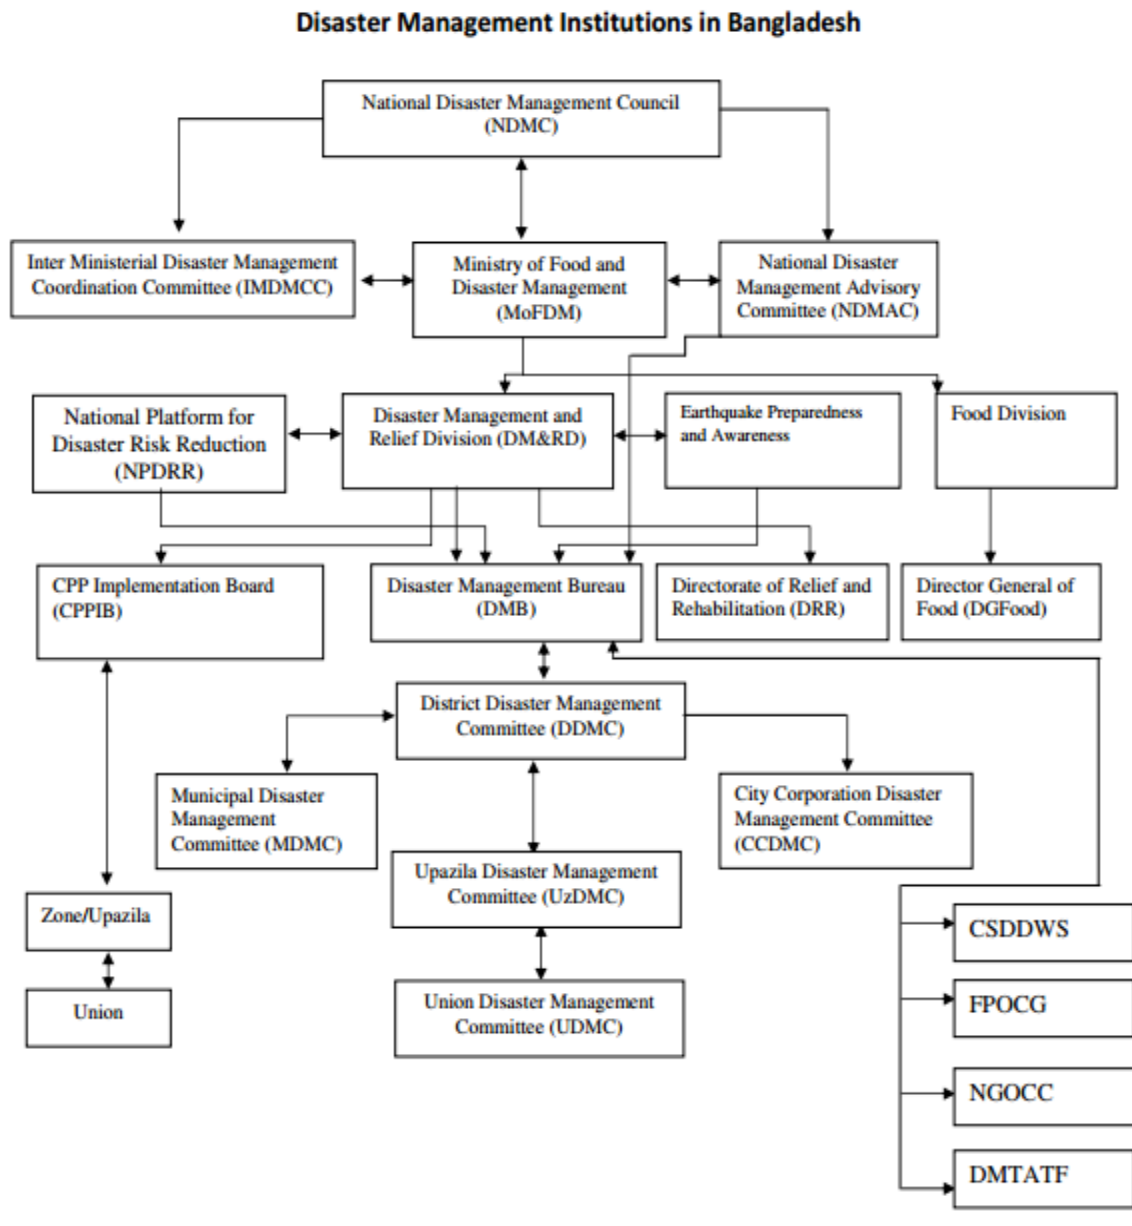 Disaster Management Institutions in Bangladesh
National Disaster Management Council
(NDMC)
Inter Ministerial Disaster Management
Coordination Committee (IMDMCC)
Ministry of Food and
Disaster Management
(MoFDM)
National Disaster
Management Advisory
Committee (NDMAC)
National Platform for
Disaster Risk Reduction
(NPDRR)
Disaster Management and
Relief Division (DM&RD)
Earthquake Preparedness
and Awareness
Food Division
CPP Implementation Board
(CPPIB)
Disaster Management Bureau
(DMB)
Directorate of Relief and
Rehabilitation (DRR)
Director General of
Food (DGFood)
District Disaster Management
Committee (DDMC)
Municipal Disaster
Management
Committee (MDMC)
City Corporation Disaster
Management Committee
(CCDMC)
Upazila Disaster Management
Committee (UzDMC)
Zone/Upazila
CSDDWS
Union
Union Disaster Management
Committee (UDMC)
FPOCG
NGOCC
DMTATF